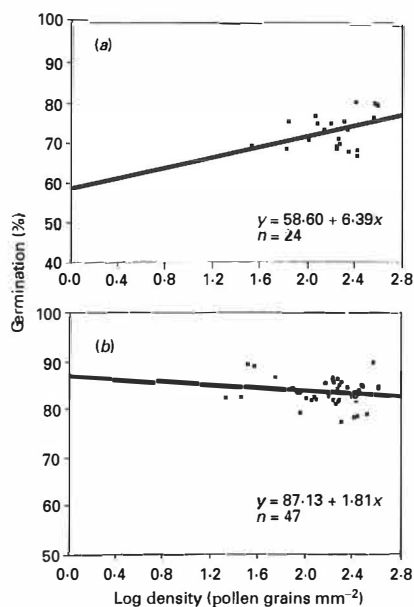 100
(a)
90
80
70
60
50
40
y = 58·60 + 6·39x
n = 24
0·0 0·4 0·8 1·2 1·6 2·0 2·4 2·8
Germination (%)
100
(b)
90
80
70
60
50
y = 87·13 + 1·81x
n = 47
0·0 0·4 0·8 1·2 1·6 2·0 2·4 2·8
Log density (pollen grains mm⁻²)